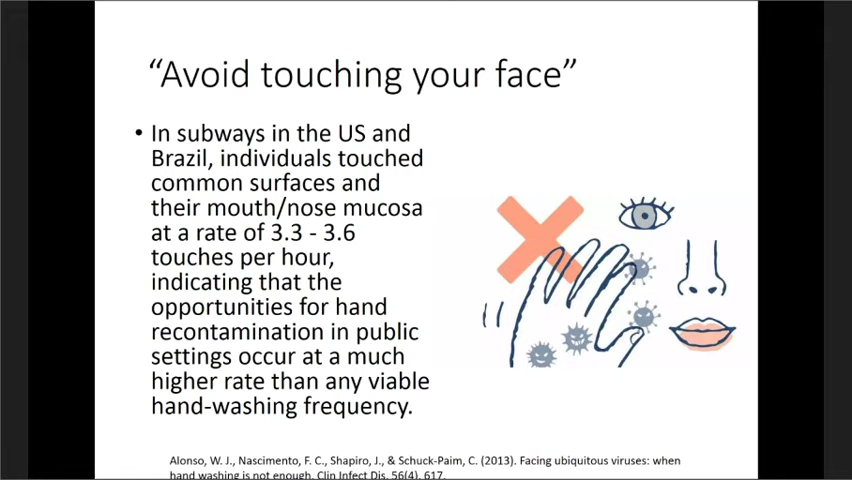 “Avoid touching your face”
• In subways in the US and
Brazil, individuals touched
common surfaces and
their mouth/nose mucosa
at a rate of 3.3 - 3.6
touches per hour,
indicating that the
opportunities for hand
recontamination in public
settings occur at a much
higher rate than any viable
hand-washing frequency.
Alonso, W. J., Nascimento, F. C., Shapiro, J., & Schuck-Paim, C. (2013). Facing ubiquitous viruses: when
hand washing is not enough. Clin Infect Dis, 56(4), 617.